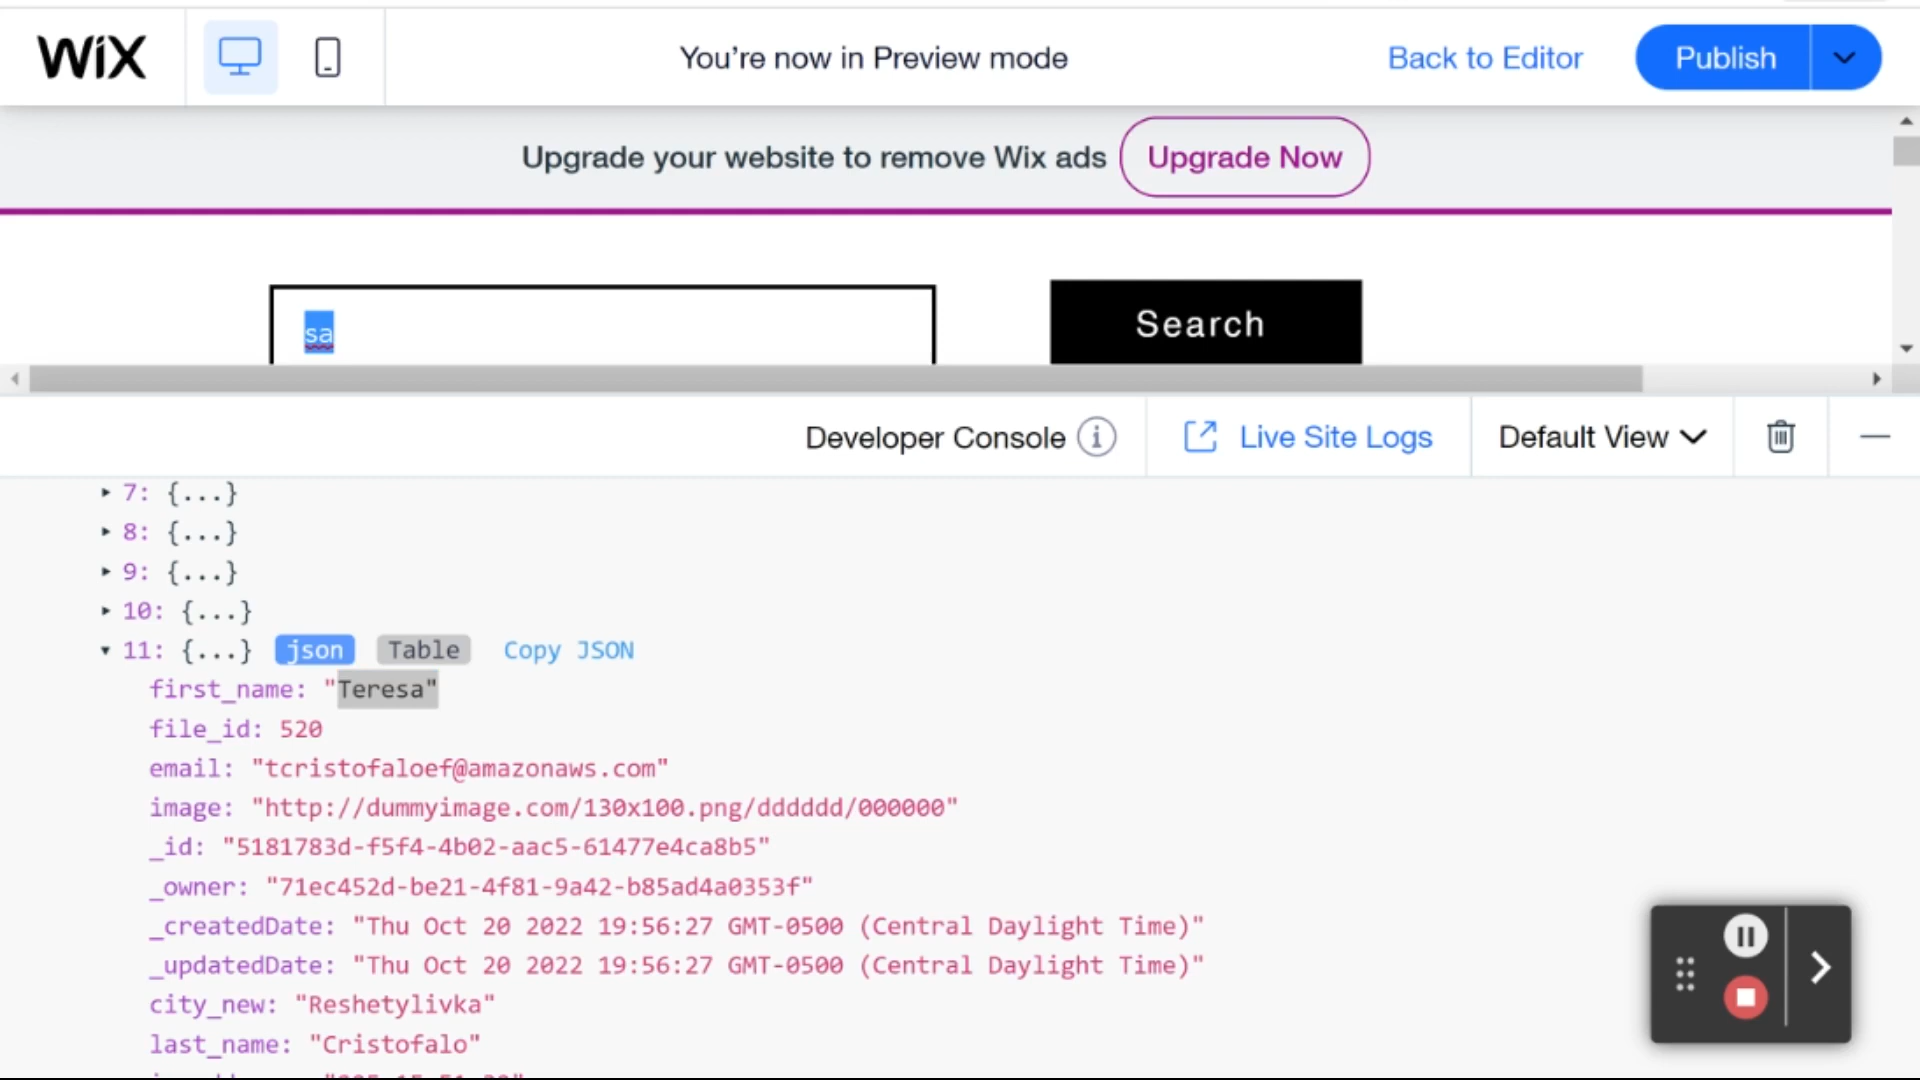 WiX
You're now in Preview mode
Back to Editor
Publish
Upgrade your website to remove Wix ads
Upgrade Now
sa
Search
Developer Console
Live Site Logs
Default View
7: {...}
8: {...}
9: {...}
10: {...}
11: {...} json Table Copy JSON
first_name: "Teresa"
file_id: 520
email: "tcristofaloef@amazonaws.com"
image: "http://dummyimage.com/130x100.png/dddddd/000000"
_id: "5181783d-f5f4-4b02-aac5-61477e4ca8b5"
_owner: "71ec452d-be21-4f81-9a42-b85ad4a0353f"
_createdDate: "Thu Oct 20 2022 19:56:27 GMT-0500 (Central Daylight Time)"
_updatedDate: "Thu Oct 20 2022 19:56:27 GMT-0500 (Central Daylight Time)"
city_new: "Reshetylivka"
last_name: "Cristofalo"